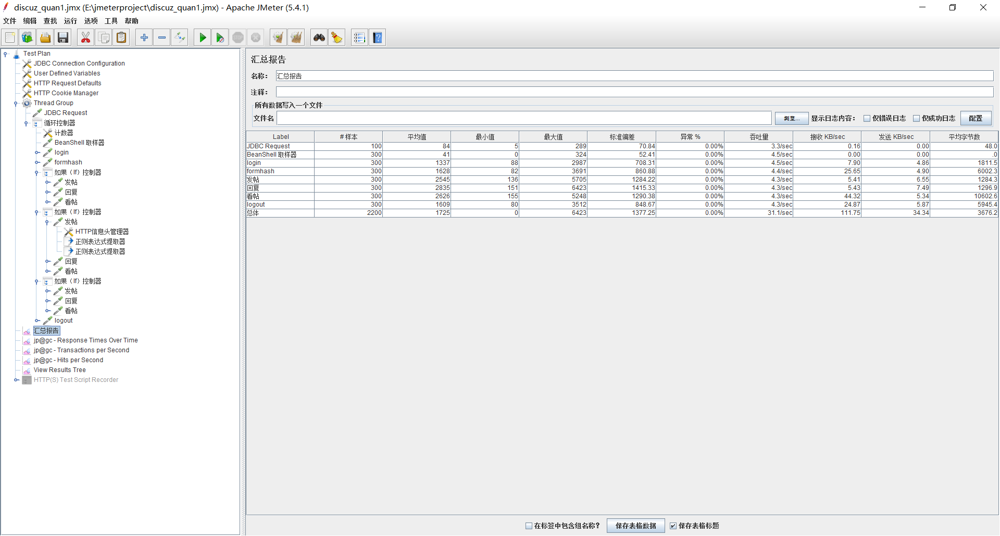 discuz_quan1.jmx (E:\jmeterproject\discuz_quan1.jmx) - Apache JMeter (5.4.1)
文件 编辑 查找 运行 选项 工具 帮助
Test Plan
JDBC Connection Configuration
User Defined Variables
HTTP Request Defaults
HTTP Cookie Manager
Thread Group
JDBC Request
循环控制器
计数器
BeanShell 取样器
login
formhash
如果（If）控制器
发帖
回复
看帖
如果（If）控制器
发帖
HTTP信息头管理器
正则表达式提取器
正则表达式提取器
回复
看帖
如果（If）控制器
发帖
回复
看帖
logout
汇总报告
jp@gc - Response Times Over Time
jp@gc - Transactions per Second
jp@gc - Hits per Second
View Results Tree
HTTP(S) Test Script Recorder
汇总报告
名称： 汇总报告
注释：
所有数据写入一个文件
文件名 浏览... 显示日志内容： 仅错误日志 仅成功日志 配置
Label # 样本 平均值 最小值 最大值 标准偏差 异常 % 吞吐量 接收 KB/sec 发送 KB/sec 平均字节数
JDBC Request 100 84 5 289 70.84 0.00% 3.3/sec 0.16 0.00 48.0
BeanShell 取样器 300 41 0 324 52.41 0.00% 4.5/sec 0.00 0.00 .0
login 300 1337 88 2987 708.31 0.00% 4.5/sec 7.90 4.86 1811.5
formhash 300 1628 82 3691 860.88 0.00% 4.4/sec 25.65 4.90 6002.3
发帖 300 2545 136 5705 1284.22 0.00% 4.3/sec 5.41 6.55 1284.3
回复 300 2835 151 6423 1415.33 0.00% 4.3/sec 5.43 7.49 1296.9
看帖 300 2626 155 5248 1290.38 0.00% 4.3/sec 44.32 5.34 10602.6
logout 300 1609 80 3512 848.67 0.00% 4.3/sec 24.87 5.87 5945.4
总体 2200 1725 0 6423 1377.25 0.00% 31.1/sec 111.75 34.34 3676.2
在标签中包含组名称？ 保存表格数据 保存表格标题